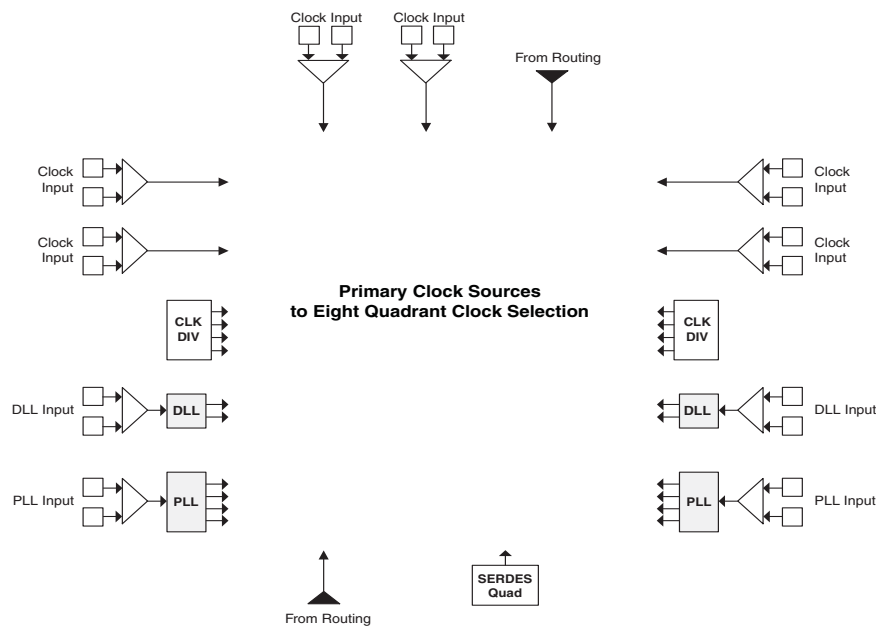 Clock Input
Clock Input
From Routing
Clock
Input
Clock
Input
Clock
Input
Clock
Input
Primary Clock Sources
to Eight Quadrant Clock Selection
CLK
DIV
CLK
DIV
DLL Input
DLL
DLL
DLL Input
PLL Input
PLL
PLL
PLL Input
SERDES
Quad
From Routing